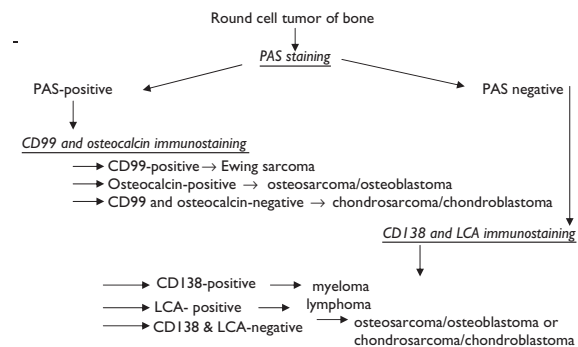 Round cell tumor of bone
PAS staining
PAS-positive
PAS negative
CD99 and osteocalcin immunostaining
CD99-positive → Ewing sarcoma
Osteocalcin-positive → osteosarcoma/osteoblastoma
CD99 and osteocalcin-negative → chondrosarcoma/chondroblastoma
CD138 and LCA immunostaining
CD138-positive → myeloma
LCA- positive → lymphoma
CD138 & LCA-negative → osteosarcoma/osteoblastoma or
chondrosarcoma/chondroblastoma